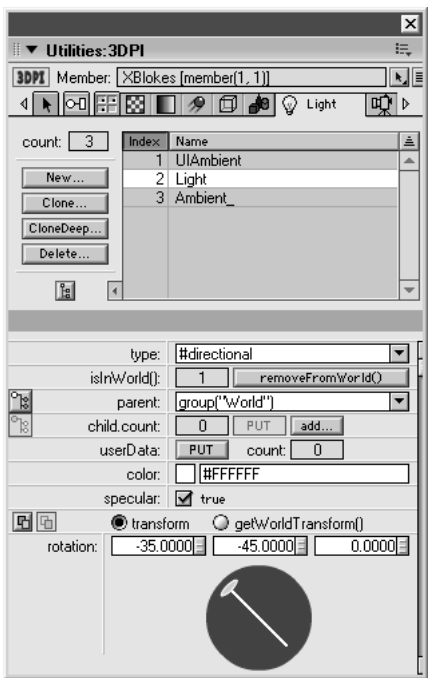 Utilities:3DPI
3DPI Member: XBlokes [member(1, 1)]
Light
count: 3
Index Name
1 UIAmbient
2 Light
3 Ambient_
New...
Clone...
CloneDeep...
Delete...
type: #directional
isInWorld(): 1 removeFromWorld()
parent: group("World")
child.count: 0 PUT add...
userData: PUT count: 0
color: #FFFFFF
specular: true
transform getWorldTransform()
rotation: -35.0000 -45.0000 0.0000